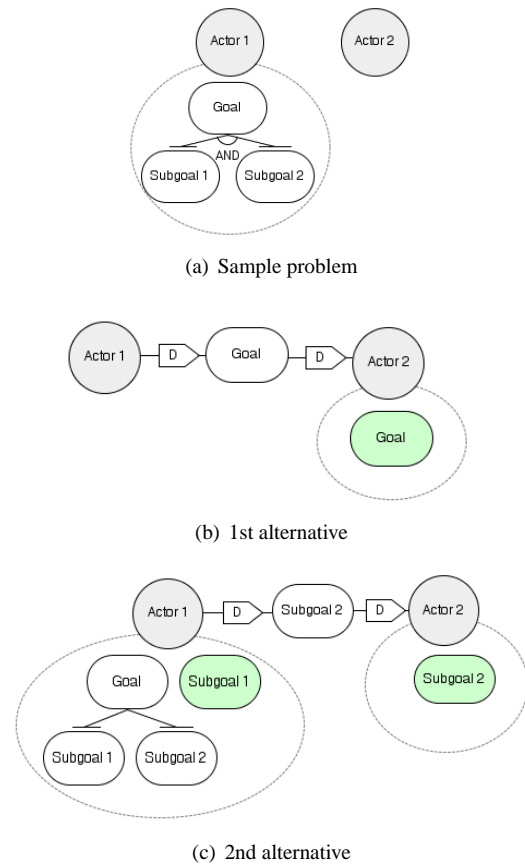 Actor 1 Actor 2
Goal
AND
Subgoal 1 Subgoal 2
(a) Sample problem
Actor 1 D Goal D Actor 2
Goal
(b) 1st alternative
Actor 1 D Subgoal 2 D Actor 2
Goal Subgoal 1 Subgoal 2
Subgoal 1 Subgoal 2
(c) 2nd alternative